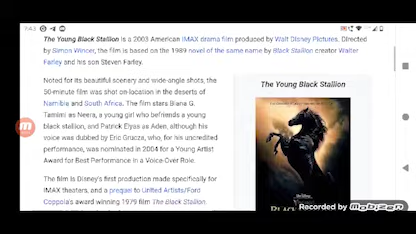 7:43
The Young Black Stallion is a 2003 American IMAX drama film produced by Walt Disney Pictures. Directed
by Simon Wincer, the film is based on the 1989 novel of the same name by Black Stallion creator Walter
Farley and his son Steven Farley.
Noted for its beautiful scenery and wide-angle shots, the
50-minute film was shot on-location in the deserts of
Namibia and South Africa. The film stars Biana G.
Tamimi as Neera, a young girl who befriends a young
black stallion, and Patrick Elyas as Aden, although his
voice was dubbed by Eric Grucza, who, for his uncredited
performance, was nominated in 2004 for a Young Artist
Award for Best Performance in a Voice-Over Role.
The film is Disney's first production made specifically for
IMAX theaters, and a prequel to United Artists/Ford
Coppola's award winning 1979 film The Black Stallion.
The Young Black Stallion
Recorded by Mobizen